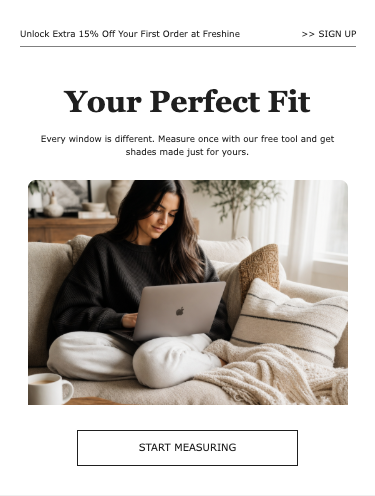 Unlock Extra 15% Off Your First Order at Freshine
>> SIGN UP
Your Perfect Fit
Every window is different. Measure once with our free tool and get
shades made just for yours.
START MEASURING